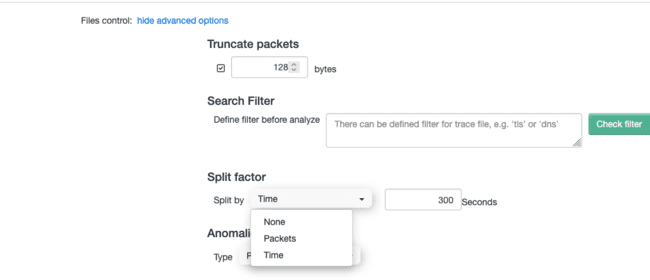 Files control: hide advanced options
Truncate packets
128 bytes
Search Filter
Define filter before analyze There can be defined filter for trace file, e.g. 'tls' or 'dns' Check filter
Split factor
Split by Time 300 Seconds
None
Packets
Time
Anomali
Type